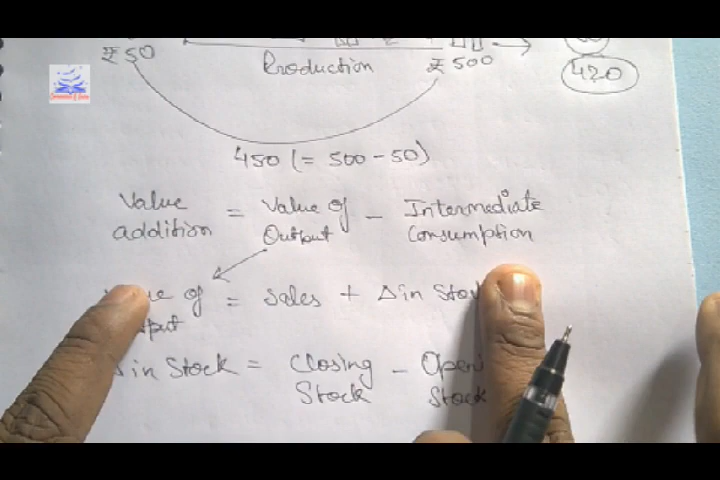 ₹50
Production
₹500
420
450 (= 500 - 50)
Value addition = Value of Output - Intermediate Consumption
of = Sales + Δ in
in Stock = Closing Stock - Stock